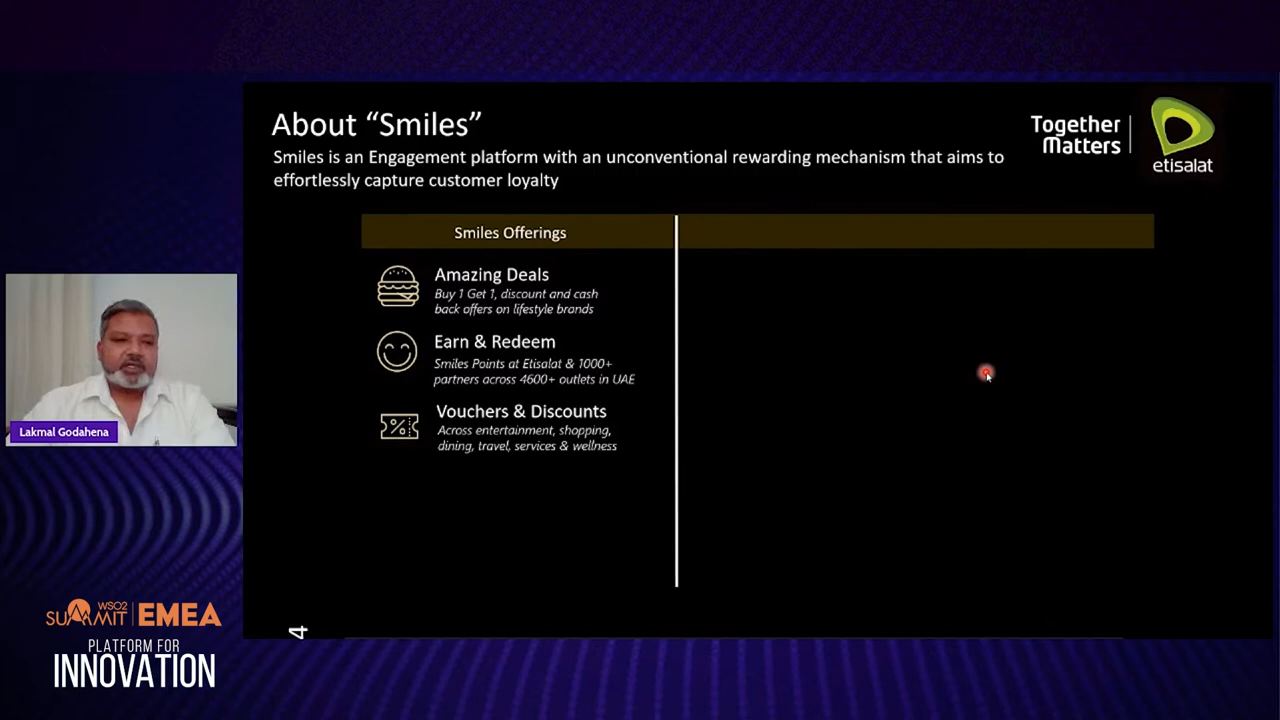 About “Smiles”
Smiles is an Engagement platform with an unconventional rewarding mechanism that aims to
effortlessly capture customer loyalty
Together
Matters
etisalat
Smiles Offerings
Amazing Deals
Buy 1 Get 1, discount and cash
back offers on lifestyle brands
Earn & Redeem
Smiles Points at Etisalat & 1000+
partners across 4600+ outlets in UAE
%
Vouchers & Discounts
Across entertainment, shopping,
dining, travel, services & wellness
Lakmal Godahena
WSO2
SUMMIT EMEA
PLATFORM FOR
INNOVATION
4